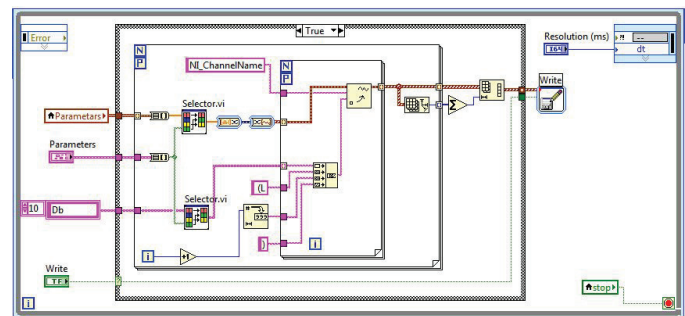 True
Error
Resolution (ms)
I64
?!
--
dt
N
P
NI_ChannelName
N
P
Write
Selector.vi
Parametars
Parameters
Selector.vi
(L
10
Db
)
i
+1
i
Write
TF
stop
i